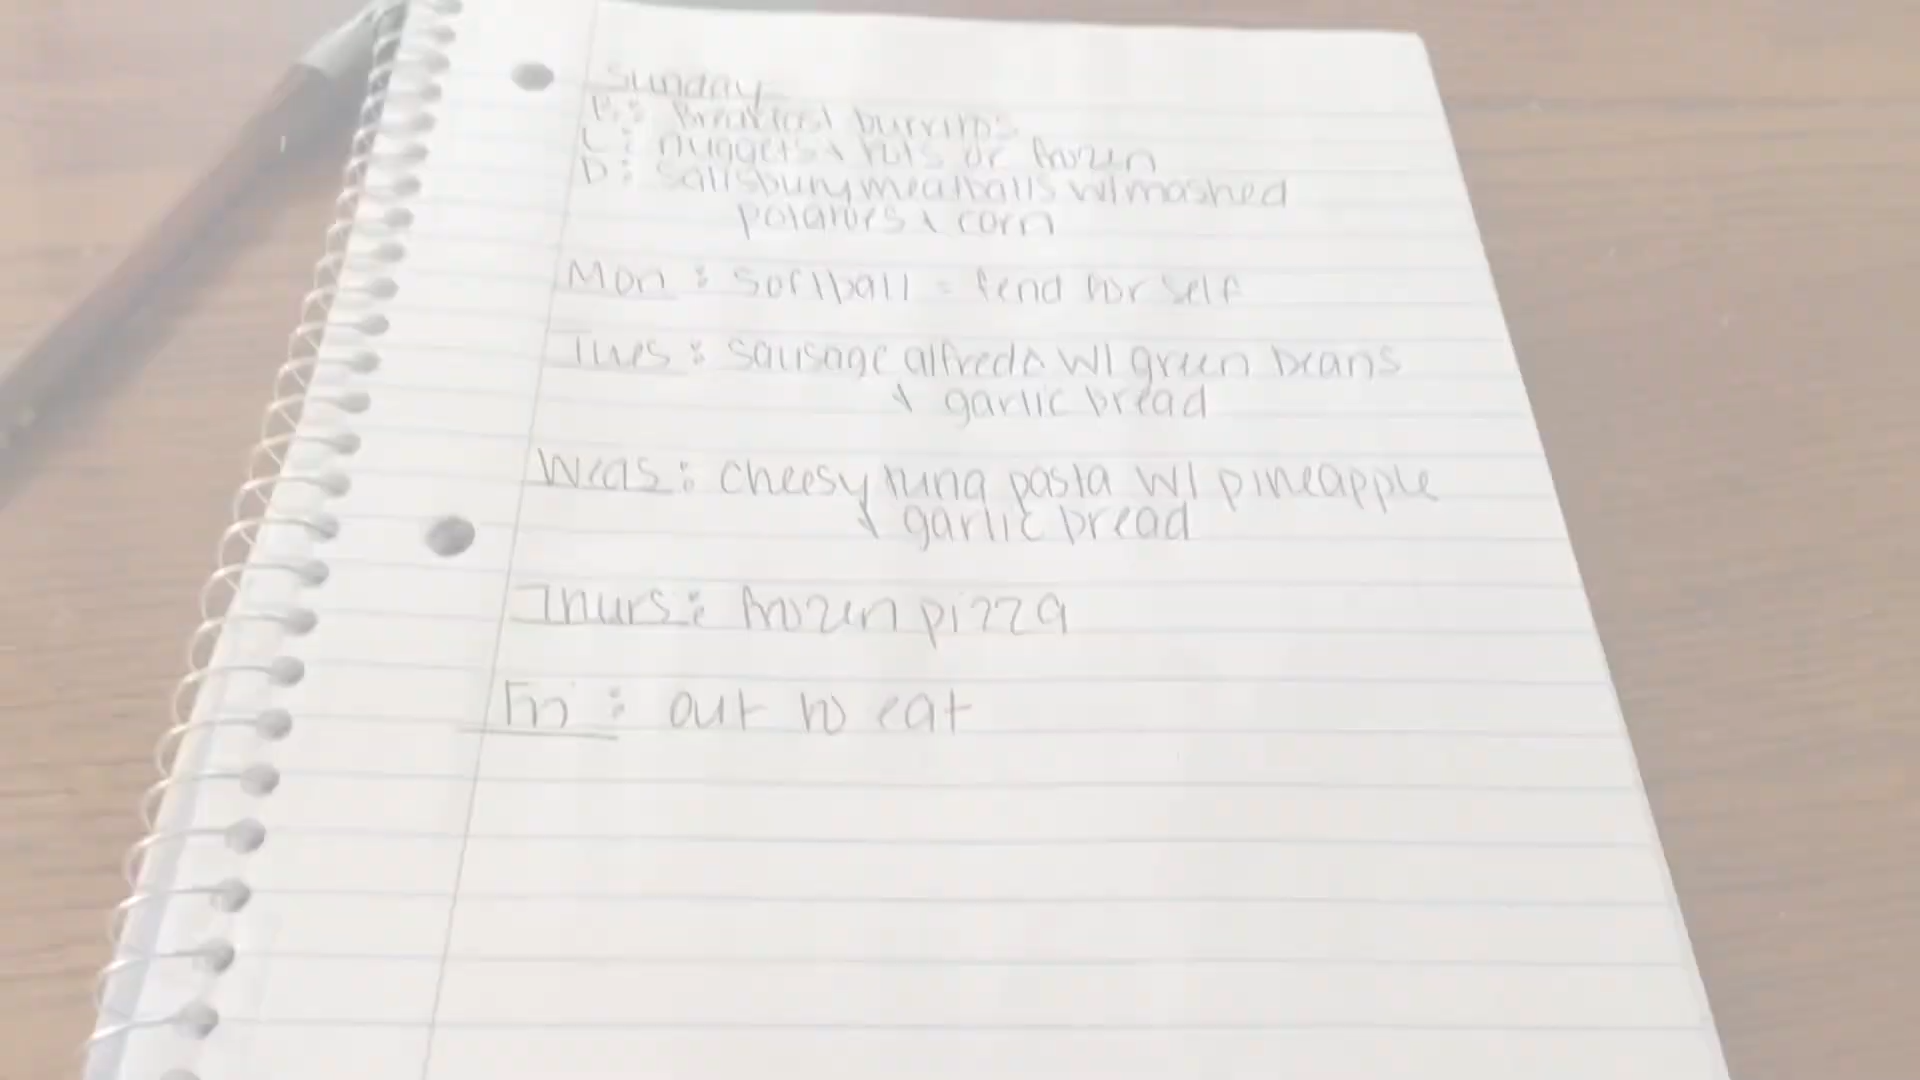 Sunday
B: Breakfast burritos
L: nuggets & tots or frozen
D: salisbury meatballs w/ mashed
potatoes & corn
Mon: softball - fend for self
Tues: sausage alfredo w/ green beans
& garlic bread
Weds: cheesy tuna pasta w/ pineapple
& garlic bread
Thurs: frozen pizza
Fri: out to eat